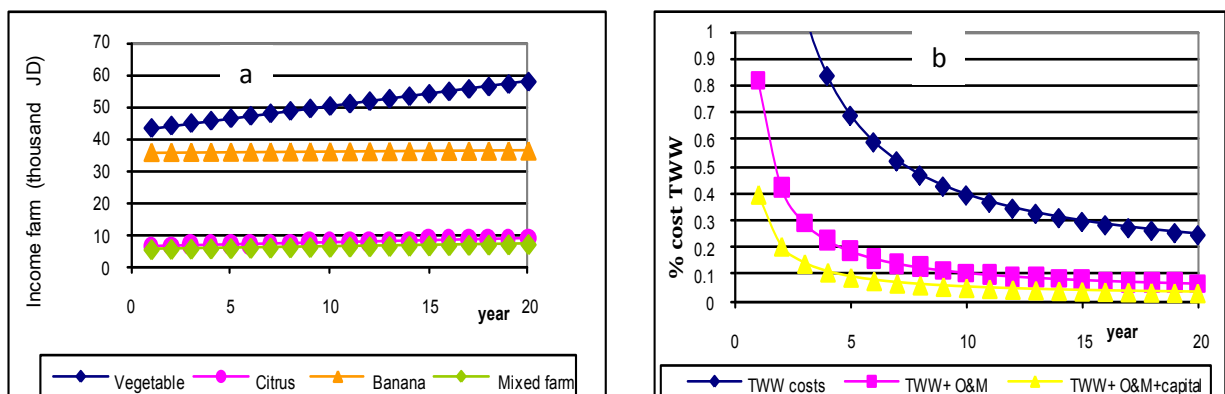 Income farm (thousand JD)
70
60
50
40
30
20
10
0
a
0 5 10 15 20
year
Vegetable Citrus Banana Mixed farm
% cost TWW
1
0.9
0.8
0.7
0.6
0.5
0.4
0.3
0.2
0.1
0
b
0 5 10 15 20
year
TWW costs TWW+ O&M TWW+ O&M+capital